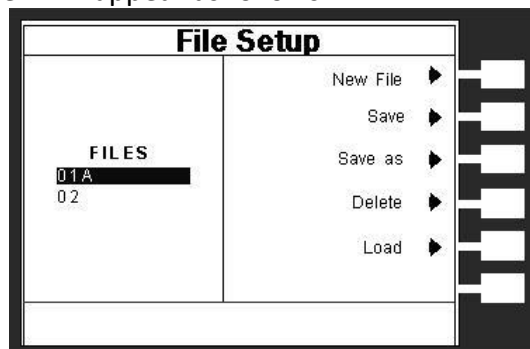 File Setup
New File
Save
FILES
Save as
01A
02
Delete
Load